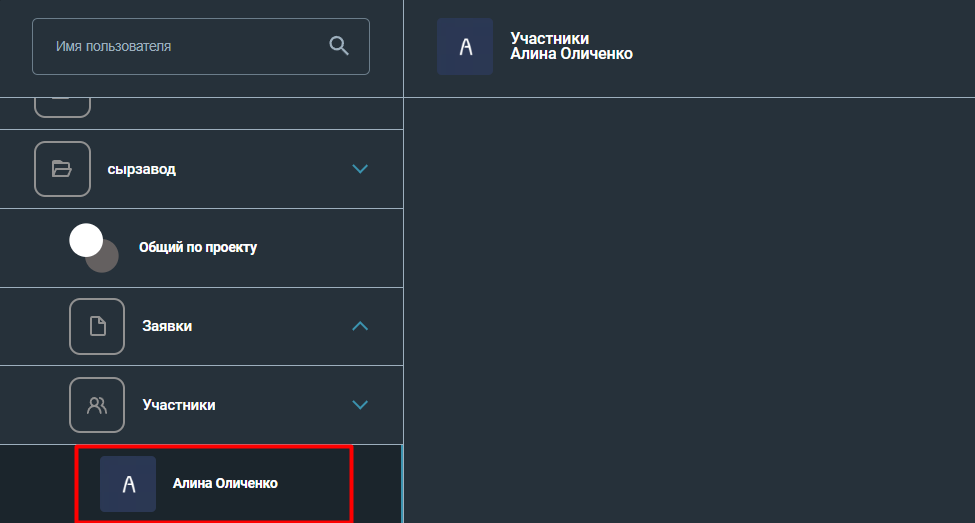 Имя пользователя
сырзавод
Общий по проекту
Заявки
Участники
А
Алина Оличенко
А
Участники
Алина Оличенко